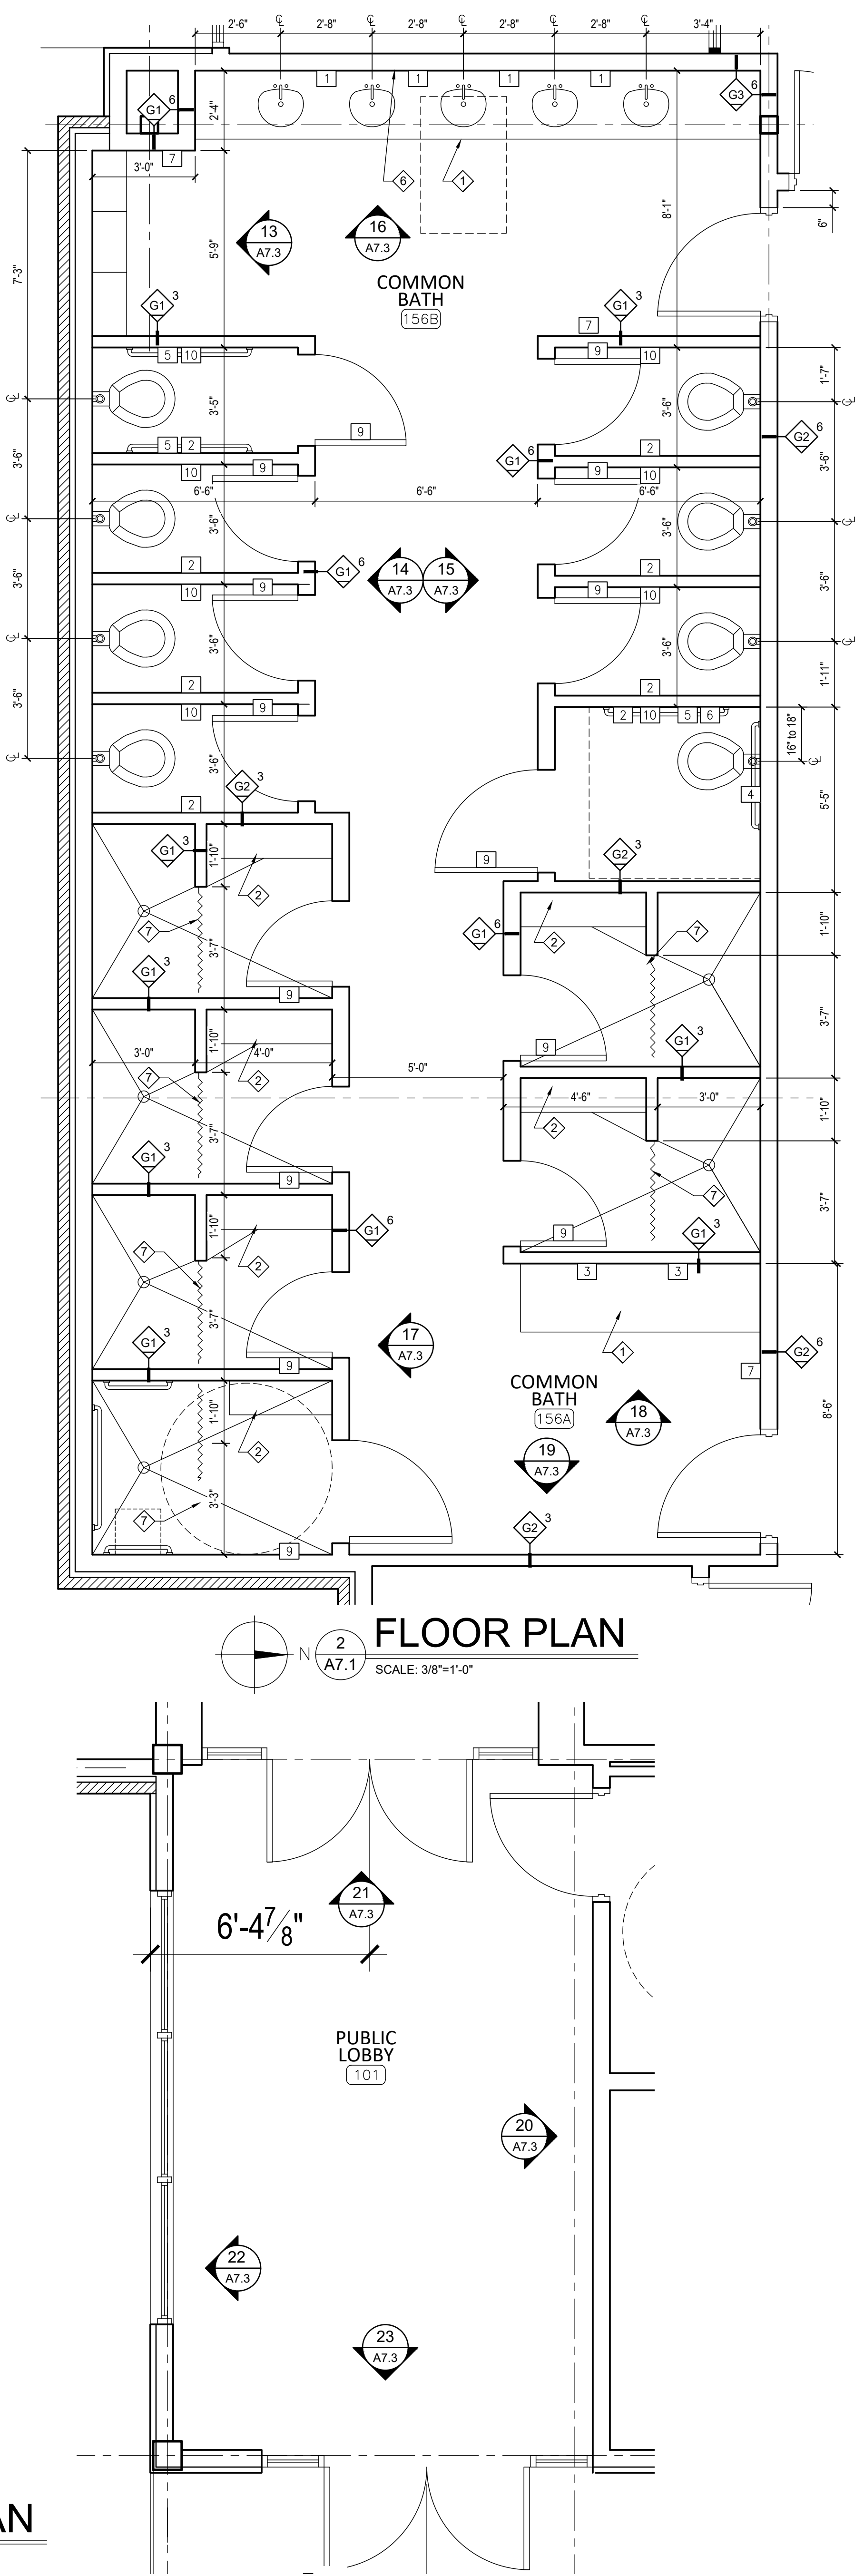 2'-6" ℄ 2'-8" ℄ 2'-8" ℄ 2'-8" ℄ 2'-8" ℄ 3'-4"
1 1 1 1
G1 6
G3 6
2'-4"
7
3'-0"
6 1
8'-1"
6"
13
A7.3
16
A7.3
5'-9"
7'-3"
COMMON
BATH
156B
G1 3
G1 3
7
5 10
9 10
1'-7"
℄ 3'-5" 3'-6" ℄
9
5 2
2
G2 6
3'-6" 3'-6"
G1 6
10 9
9 10
6'-6" 6'-6" 6'-6"
℄ 3'-6" 3'-6" ℄
2
G1 6
14
A7.3
15
A7.3
2
3'-6" 3'-6"
10 9
9 10
℄ 3'-6" 3'-6" ℄
2
2
1'-11"
3'-6"
10 9
2 10 5 6
16" to 18"
℄ 3'-6" ℄
G2 3
4
5'-5"
2
G1 3
1'-10"
9
G2 3
2
7
G1 6
2
7
1'-10"
3'-7"
G1 3
9
3'-7"
G1 3
1'-10"
9
3'-0" 4'-0" 5'-0"
2
7
4'-6" 3'-0"
1'-10"
2
3'-7"
G1 3
9
7
3'-7"
G1 6
G1 3
1'-10"
9
7
2
3 3
3'-7"
17
A7.3
1
G2 6
G1 3
9
7
COMMON
BATH
156A
18
A7.3
8'-6"
1'-10"
2
19
A7.3
3'-3"
7
G2 3
9
N
2
A7.1
FLOOR PLAN
SCALE: 3/8"=1'-0"
21
A7.3
6'-4⅞"
PUBLIC
LOBBY
101
20
A7.3
22
A7.3
23
A7.3